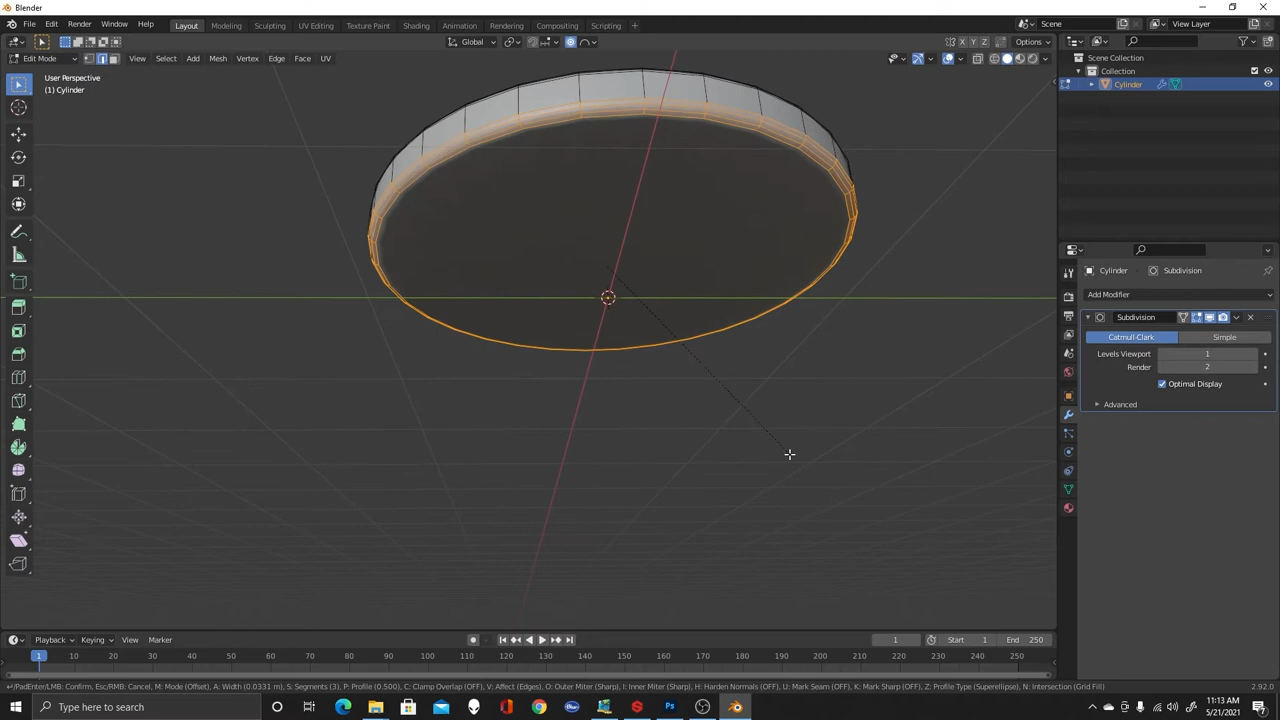 Blender
File Edit Render Window Help
Layout Modeling Sculpting UV Editing Texture Paint Shading Animation Rendering Compositing Scripting +
Scene
View Layer
Global
X Y Z
Options
Edit Mode
View Select Add Mesh Vertex Edge Face UV
User Perspective
(1) Cylinder
Scene Collection
Collection
Cylinder
Cylinder Subdivision
Add Modifier
Subdivision
Catmull-Clark Simple
Levels Viewport 1
Render 2
Optimal Display
Advanced
Playback Keying View Marker
1 Start 1 End 250
1 10 20 30 40 50 60 70 80 90 100 110 120 130 140 150 160 170 180 190 200 210 220 230 240 250
↵/PadEnter/LMB: Confirm, Esc/RMB: Cancel, M: Mode (Offset), A: Width (0.0331 m), S: Segments (3), P: Profile (0.500), C: Clamp Overlap (OFF), V: Affect (Edges), O: Outer Miter (Sharp), I: Inner Miter (Sharp), H: Harden Normals (OFF), U: Mark Seam (OFF), K: Mark Sharp (OFF), Z: Profile Type (Superellipse), N: Intersection (Grid Fill)
2.92.0
Type here to search
11:13 AM
5/21/2021